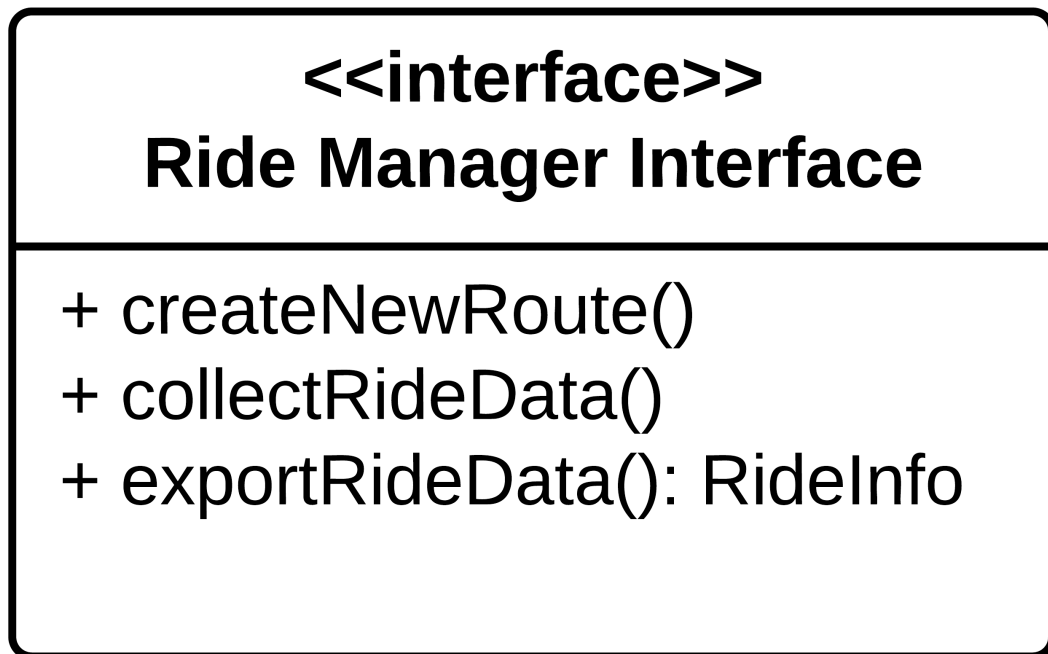 <<interface>>
Ride Manager Interface
+ createNewRoute()
+ collectRideData()
+ exportRideData(): RideInfo